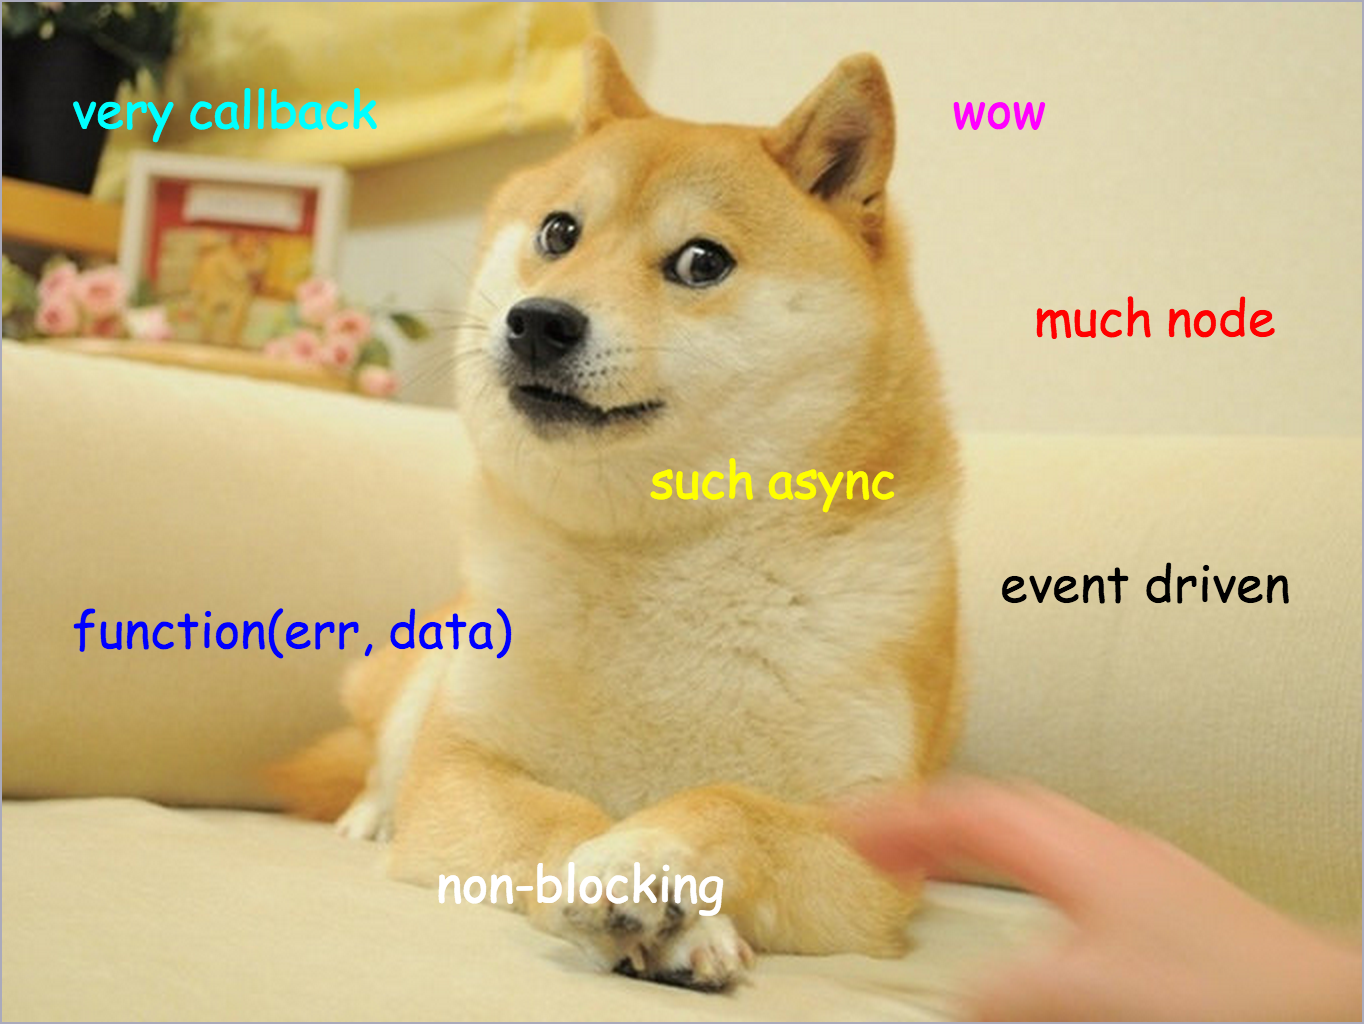 very callback
wow
much node
such async
event driven
function(err, data)
non-blocking